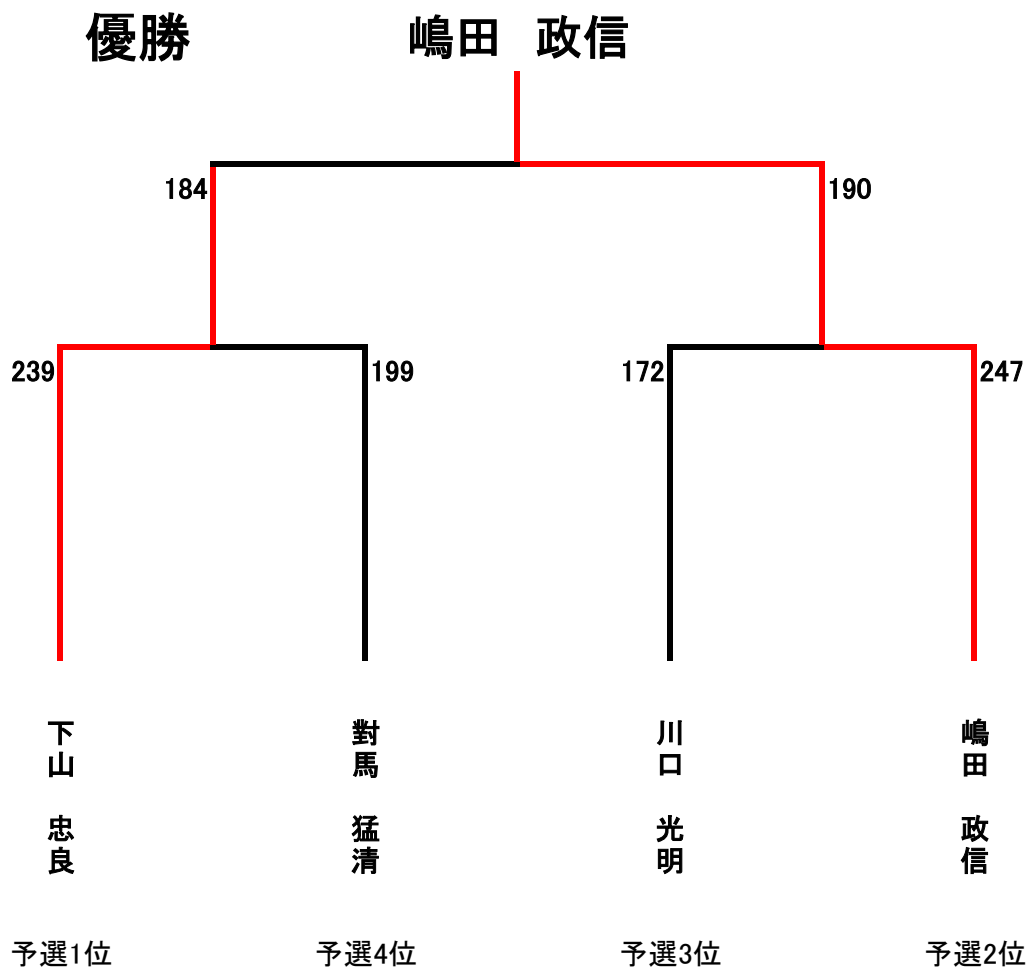 優勝 嶋田 政信
184 190
239 199 172 247
下山 忠良
對馬 猛清
川口 光明
嶋田 政信
予選1位 予選4位 予選3位 予選2位